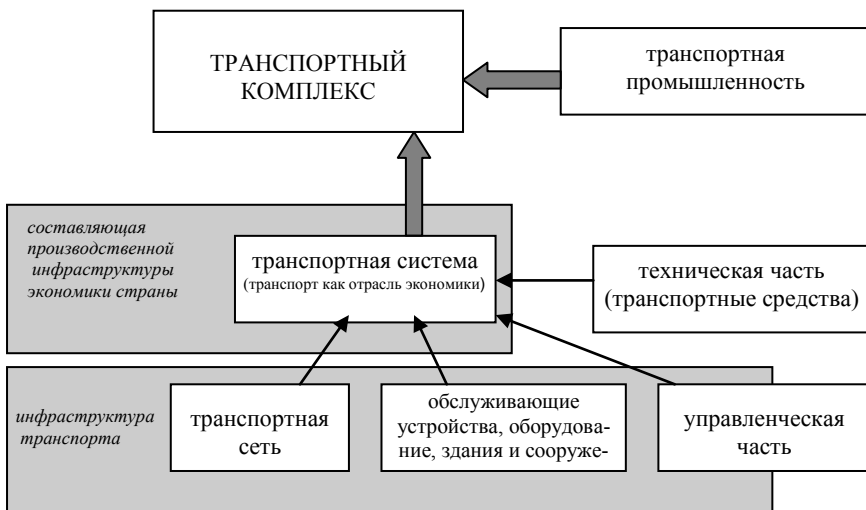 ТРАНСПОРТНЫЙ
КОМПЛЕКС
транспортная
промышленность
составляющая
производственной
инфраструктуры
экономики страны
транспортная система
(транспорт как отрасль экономики)
техническая часть
(транспортные средства)
инфраструктура
транспорта
транспортная
сеть
обслуживающие
устройства, оборудова-
ние, здания и сооруже-
управленческая
часть